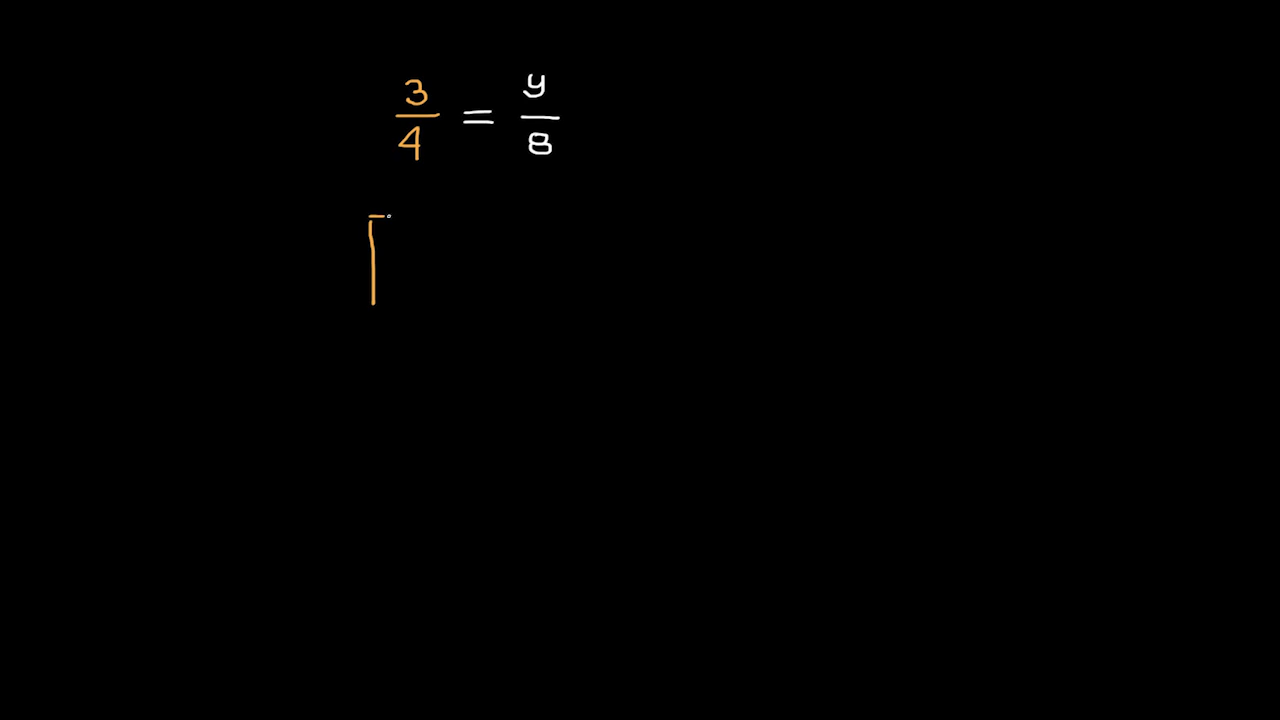 3/4 = y/8